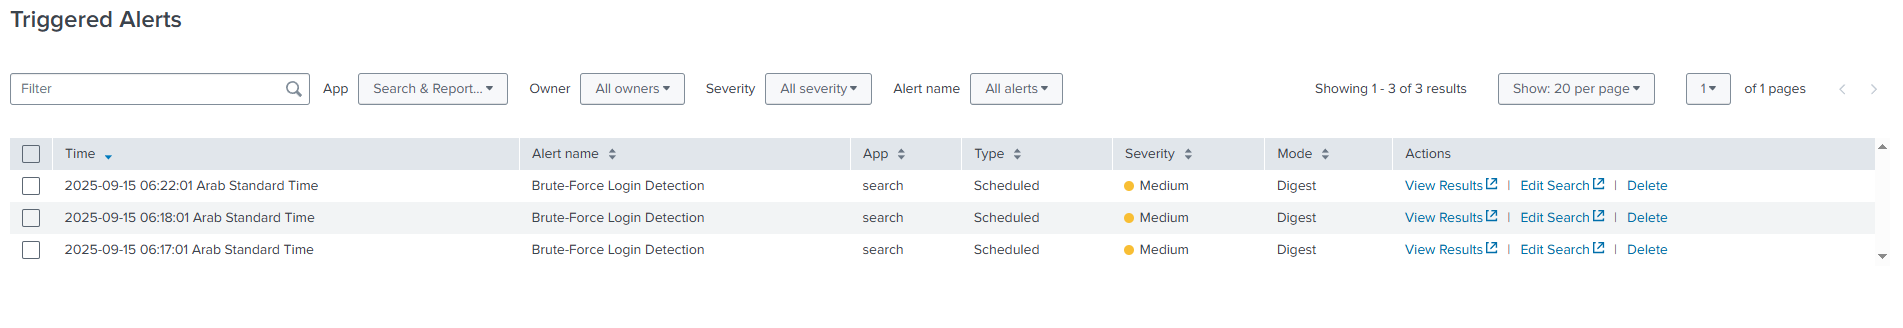 Triggered Alerts
Filter App Search & Report... Owner All owners Severity All severity Alert name All alerts Showing 1 - 3 of 3 results Show: 20 per page 1 of 1 pages
Time Alert name App Type Severity Mode Actions
2025-09-15 06:22:01 Arab Standard Time Brute-Force Login Detection search Scheduled Medium Digest View Results | Edit Search | Delete
2025-09-15 06:18:01 Arab Standard Time Brute-Force Login Detection search Scheduled Medium Digest View Results | Edit Search | Delete
2025-09-15 06:17:01 Arab Standard Time Brute-Force Login Detection search Scheduled Medium Digest View Results | Edit Search | Delete